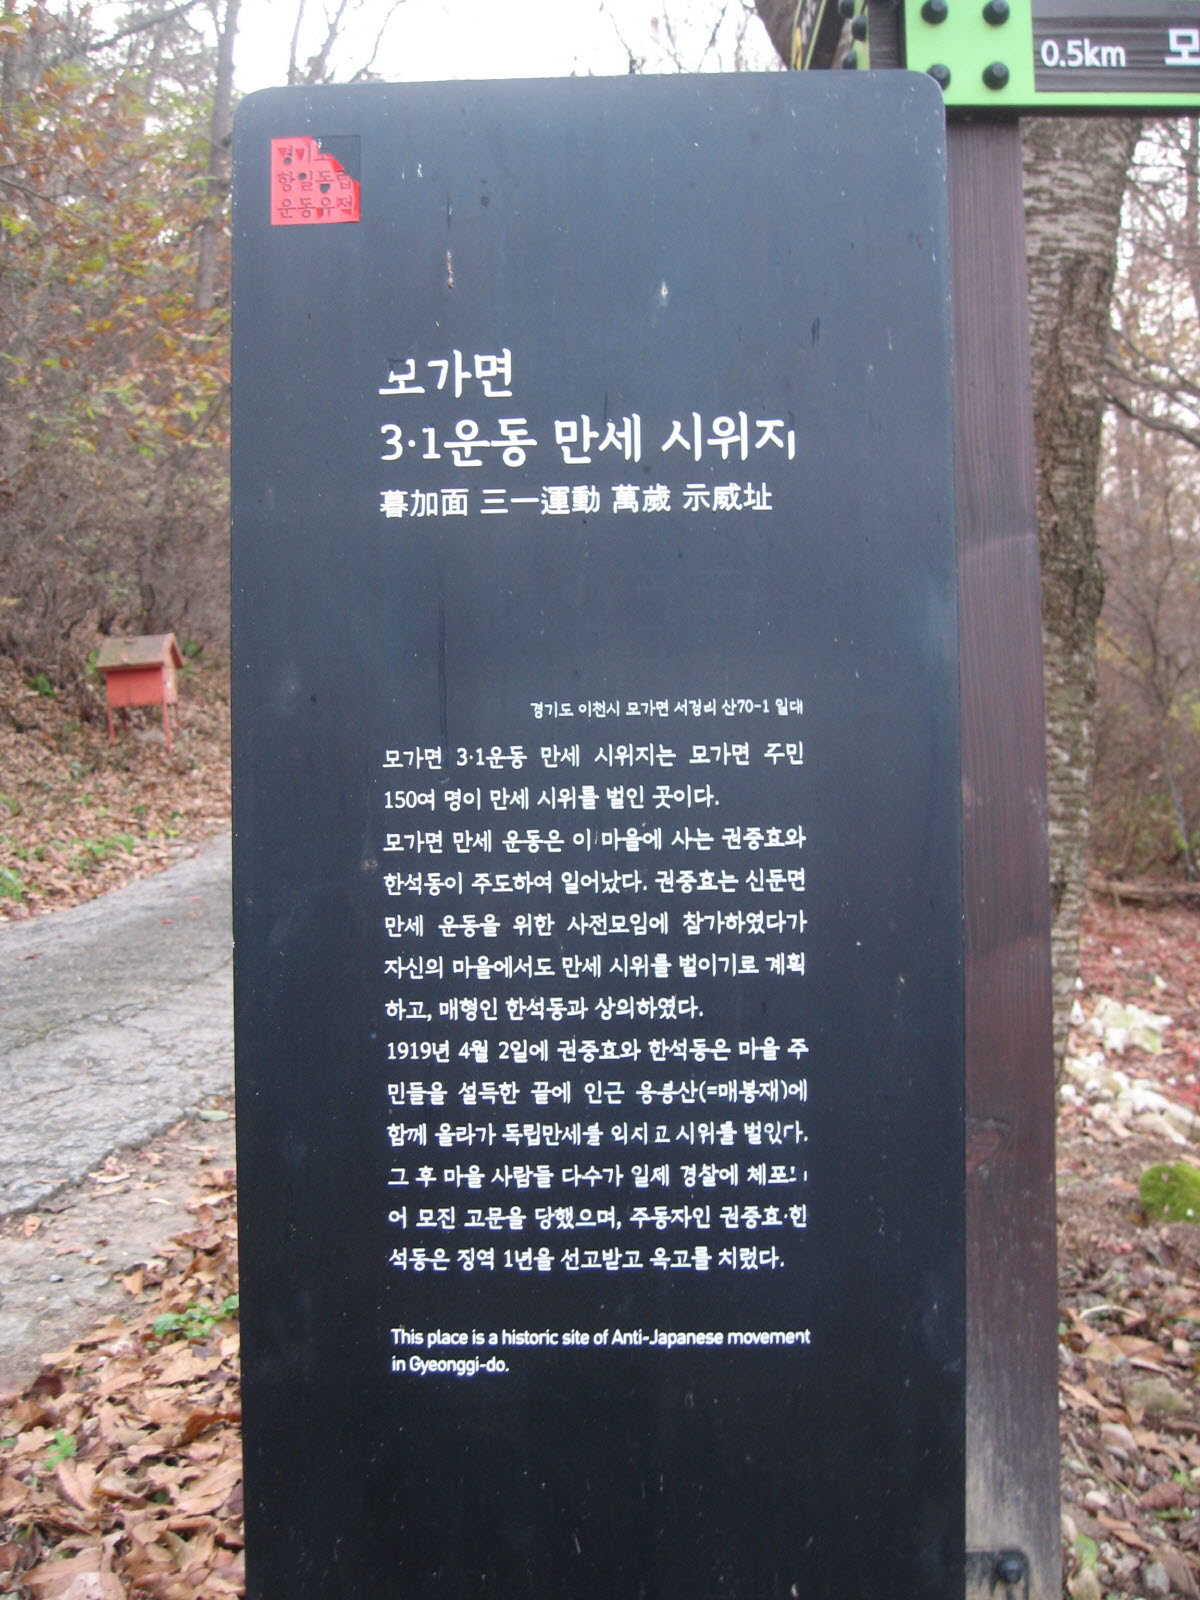 경기도
항일독립
운동유적
모가면
3·1운동 만세 시위지
暮加面 三一運動 萬歲 示威址
경기도 이천시 모가면 서경리 산70-1 일대
모가면 3·1운동 만세 시위지는 모가면 주민
150여 명이 만세 시위를 벌인 곳이다.
모가면 만세 운동은 이 마을에 사는 권중효와
한석동이 주도하여 일어났다. 권중효는 신둔면
만세 운동을 위한 사전모임에 참가하였다가
자신의 마을에서도 만세 시위를 벌이기로 계획
하고, 매형인 한석동과 상의하였다.
1919년 4월 2일에 권중효와 한석동은 마을 주
민들을 설득한 끝에 인근 응봉산(=매봉재)에
함께 올라가 독립만세를 외치고 시위를 벌였다.
그 후 마을 사람들 다수가 일제 경찰에 체포되
어 모진 고문을 당했으며, 주동자인 권중효·한
석동은 징역 1년을 선고받고 옥고를 치렀다.
This place is a historic site of Anti-Japanese movement
in Gyeonggi-do.
0.5km 모